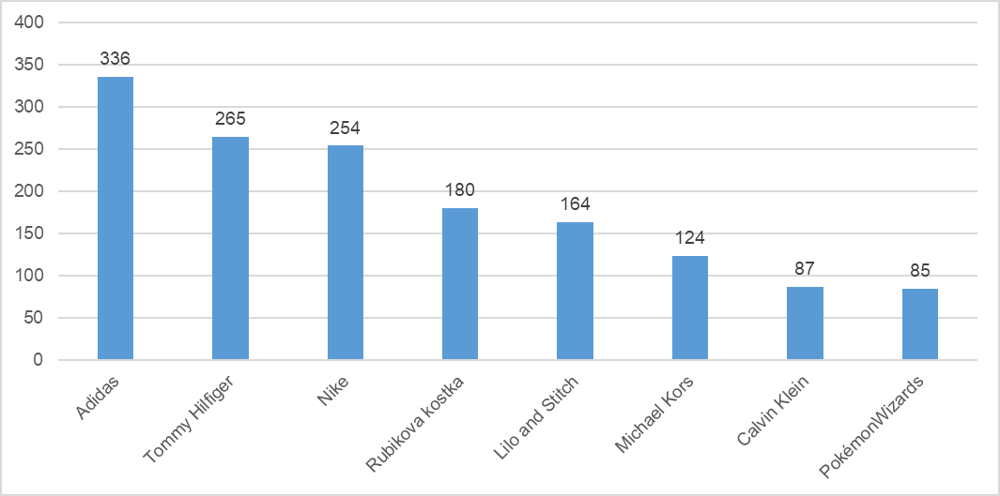 400
350
300
250
200
150
100
50
0
336
265
254
180
164
124
87
85
Adidas
Tommy Hilfiger
Nike
Rubikova kostka
Lilo and Stitch
Michael Kors
Calvin Klein
PokémonWizards